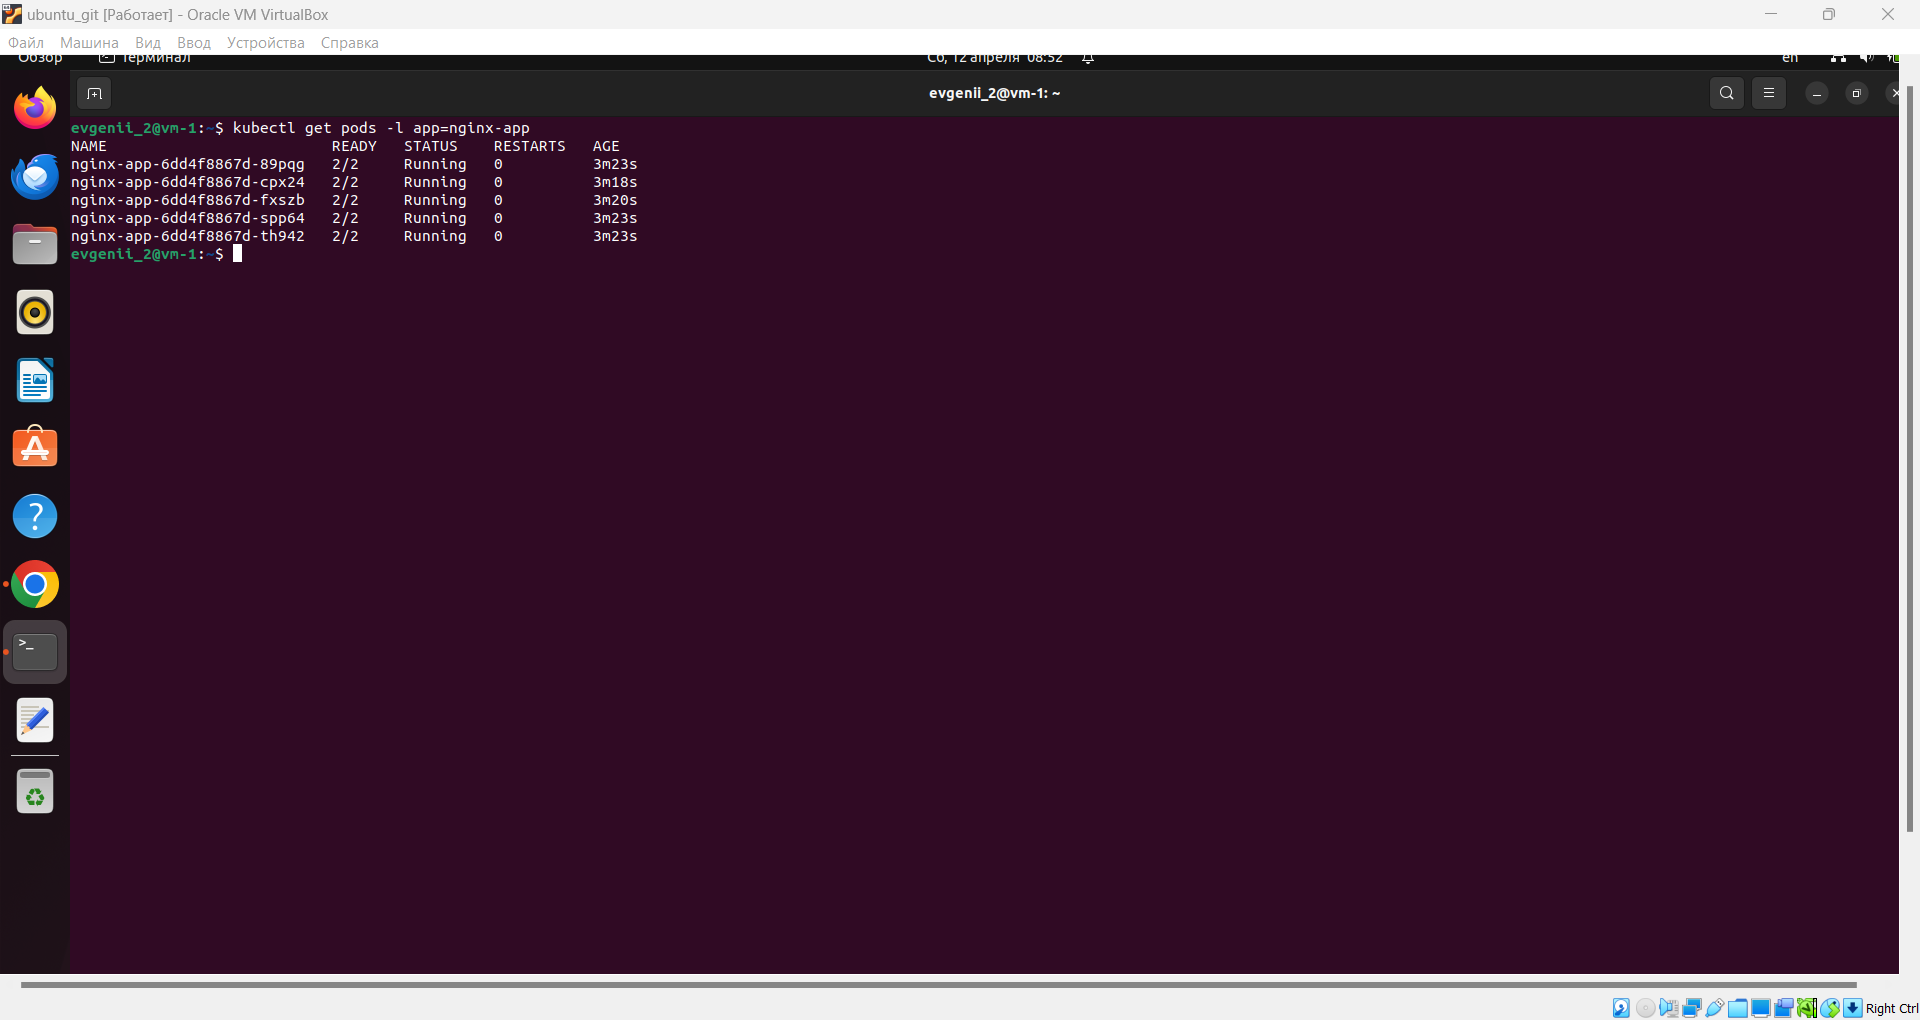 ubuntu_git [Работает] - Oracle VM VirtualBox
Файл Машина Вид Ввод Устройства Справка
Обзор Терминал Сб, 12 апреля 08:52 en
evgenii_2@vm-1: ~
evgenii_2@vm-1:~$ kubectl get pods -l app=nginx-app
NAME READY STATUS RESTARTS AGE
nginx-app-6dd4f8867d-89pqg 2/2 Running 0 3m23s
nginx-app-6dd4f8867d-cpx24 2/2 Running 0 3m18s
nginx-app-6dd4f8867d-fxszb 2/2 Running 0 3m20s
nginx-app-6dd4f8867d-spp64 2/2 Running 0 3m23s
nginx-app-6dd4f8867d-th942 2/2 Running 0 3m23s
evgenii_2@vm-1:~$
Right Ctrl